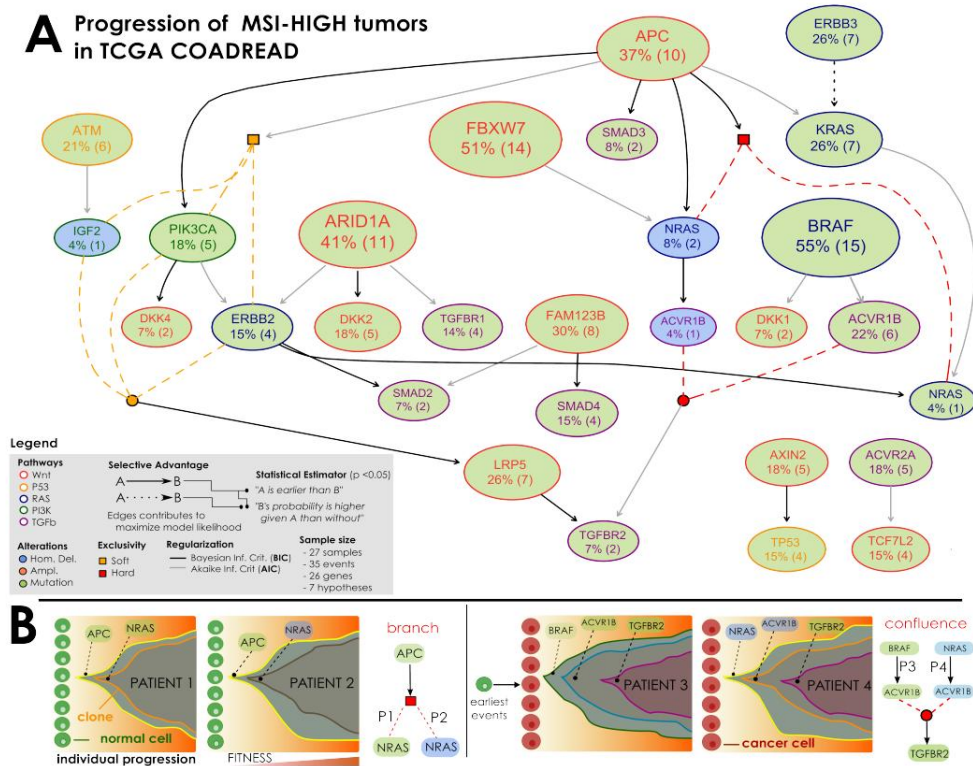 A
Progression of MSI-HIGH tumors
in TCGA COADREAD
APC
37% (10)
ERBB3
26% (7)
ATM
21% (6)
FBXW7
51% (14)
SMAD3
8% (2)
KRAS
26% (7)
IGF2
4% (1)
PIK3CA
18% (5)
ARID1A
41% (11)
NRAS
8% (2)
BRAF
55% (15)
DKK4
7% (2)
ERBB2
15% (4)
DKK2
18% (5)
TGFBR1
14% (4)
FAM123B
30% (8)
ACVR1B
4% (1)
DKK1
7% (2)
ACVR1B
22% (6)
SMAD2
7% (2)
SMAD4
15% (4)
NRAS
4% (1)
LRP5
26% (7)
AXIN2
18% (5)
ACVR2A
18% (5)
TGFBR2
7% (2)
TP53
15% (4)
TCF7L2
15% (4)
Legend
Pathways
Wnt
P53
RAS
PI3K
TGFb
Selective Advantage
A B
A B
Edges contributes to
maximize model likelihood
Statistical Estimator (p <0.05)
"A is earlier than B"
"B's probability is higher
given A than without"
Alterations
Hom. Del.
Ampl.
Mutation
Exclusivity
Soft
Hard
Regularization
Bayesian Inf. Crit. (BIC)
Akaike Inf. Crit (AIC)
Sample size
- 27 samples
- 35 events
- 26 genes
- 7 hypotheses
B
APC
NRAS
PATIENT 1
clone
normal cell
individual progression
APC
NRAS
PATIENT 2
FITNESS
branch
APC
P1
P2
NRAS
NRAS
earliest
events
BRAF
ACVR1B
TGFBR2
PATIENT 3
NRAS
ACVR1B
TGFBR2
PATIENT 4
cancer cell
confluence
BRAF
NRAS
P3
P4
ACVR1B
ACVR1B
TGFBR2